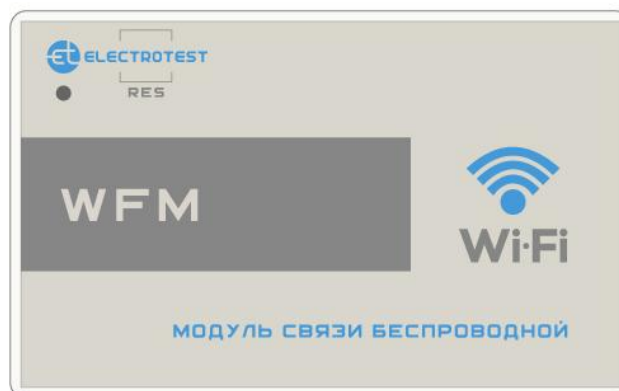 ELECTROTEST
RES
WFM
Wi-Fi
МОДУЛЬ СВЯЗИ БЕСПРОВОДНОЙ